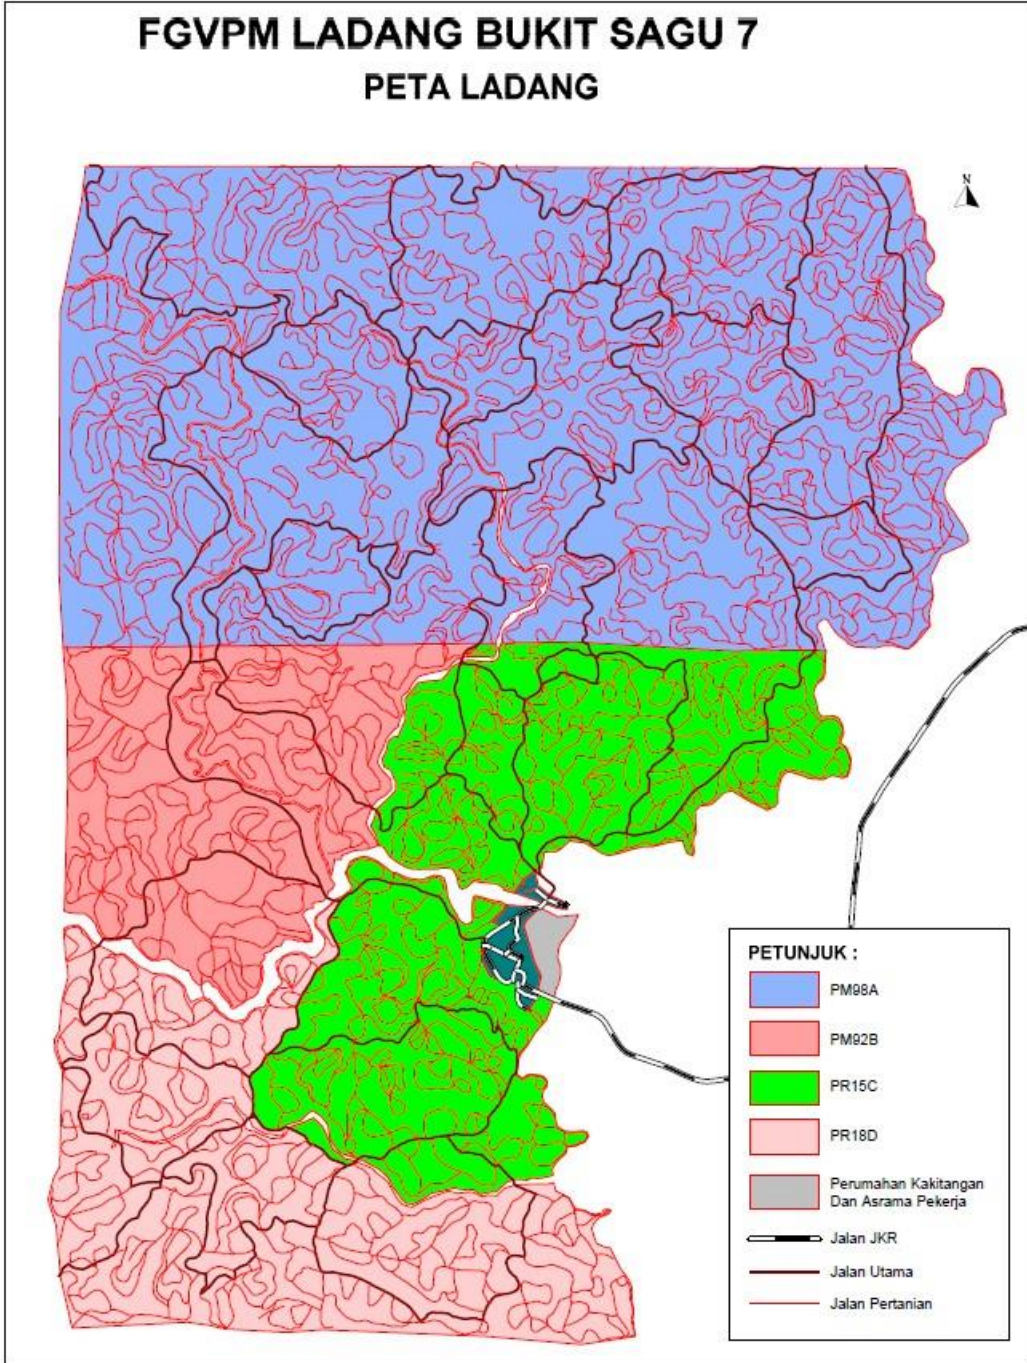 FGVPM LADANG BUKIT SAGU 7
PETA LADANG
N
PETUNJUK :
PM98A
PM92B
PR15C
PR18D
Perumahan Kakitangan
Dan Asrama Pekerja
Jalan JKR
Jalan Utama
Jalan Pertanian